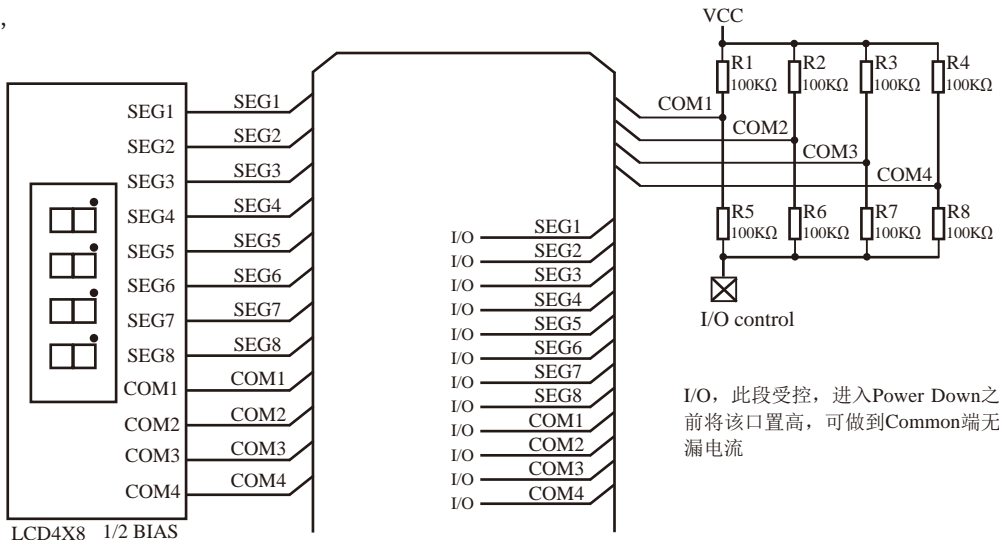 ,
VCC
R1
100KΩ
R2
100KΩ
R3
100KΩ
R4
100KΩ
COM1
COM2
COM3
COM4
R5
100KΩ
R6
100KΩ
R7
100KΩ
R8
100KΩ
I/O control
SEG1 SEG1
SEG2 SEG2
SEG3 SEG3
SEG4 SEG4
SEG5 SEG5
SEG6 SEG6
SEG7 SEG7
SEG8 SEG8
COM1 COM1
COM2 COM2
COM3 COM3
COM4 COM4
LCD4X8 1/2 BIAS
I/O SEG1
I/O SEG2
I/O SEG3
I/O SEG4
I/O SEG5
I/O SEG6
I/O SEG7
I/O SEG8
I/O COM1
I/O COM2
I/O COM3
I/O COM4
I/O，此段受控，进入Power Down之
前将该口置高，可做到Common端无
漏电流